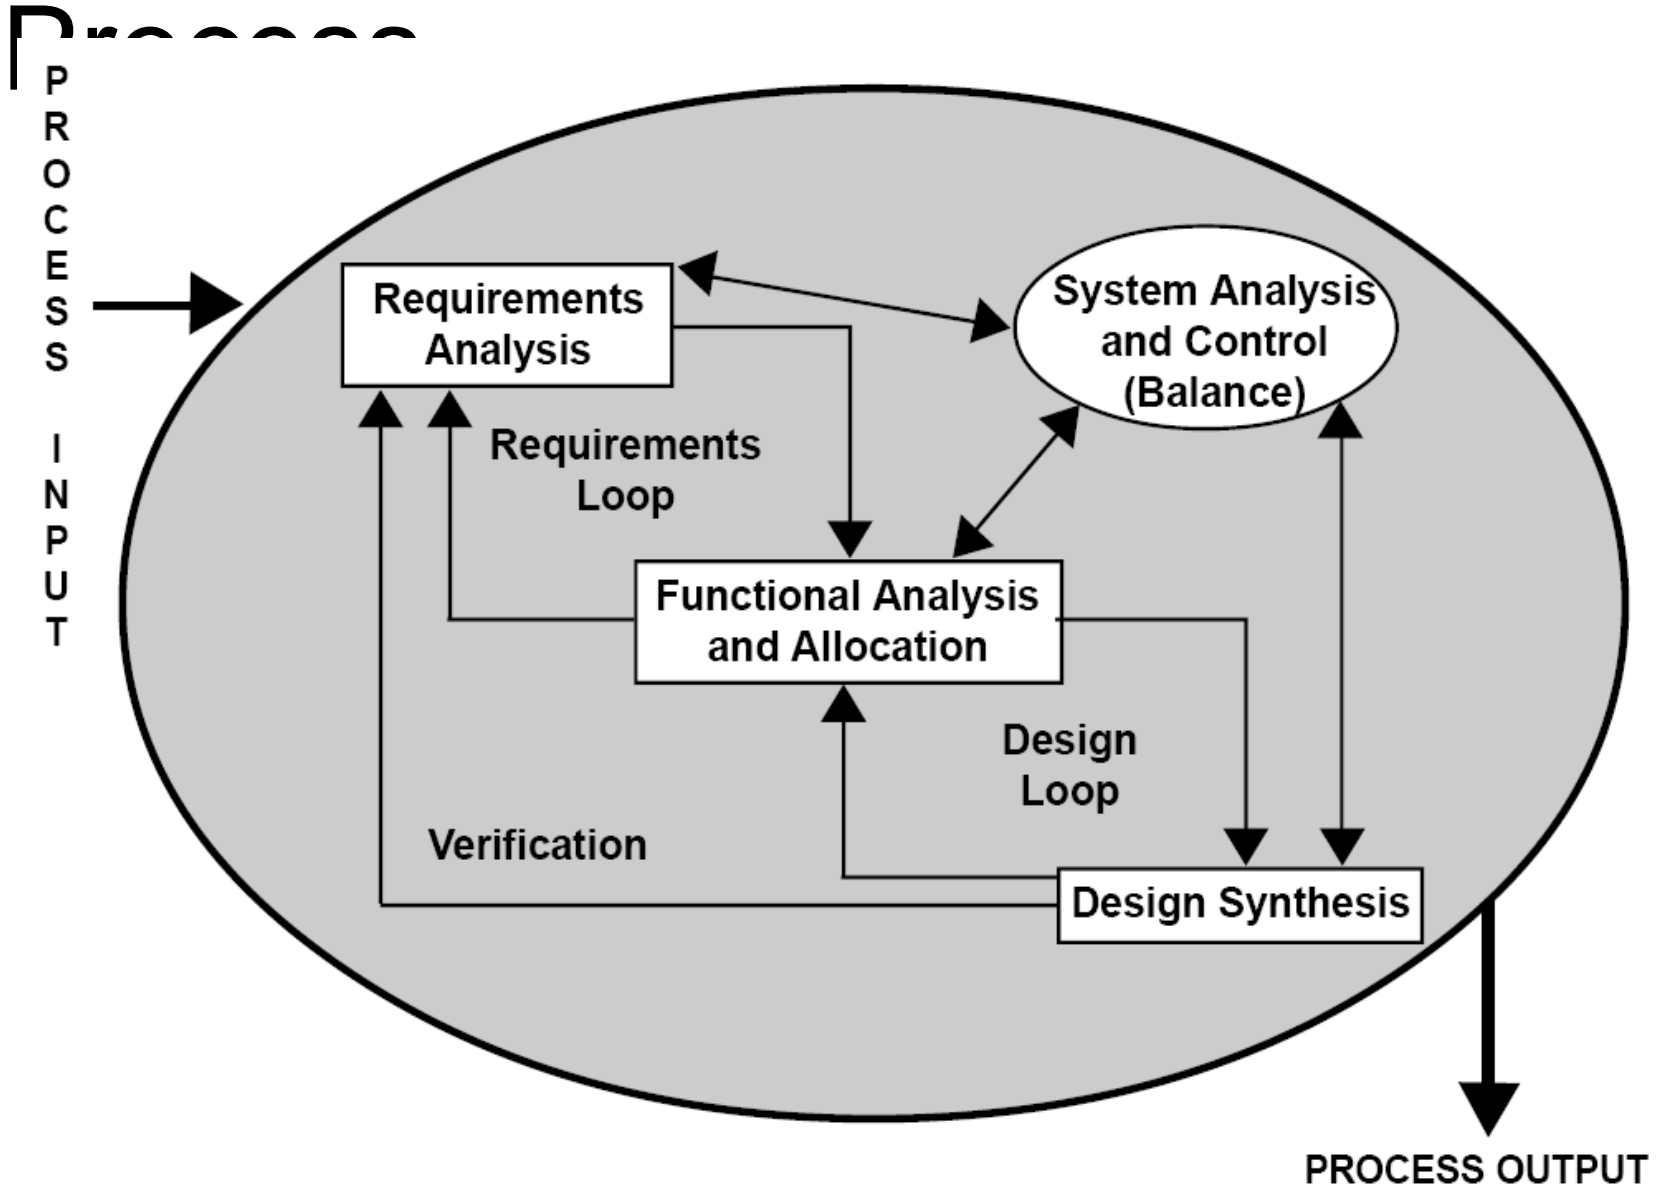 Process
PROCESS INPUT
Requirements
Analysis
System Analysis
and Control
(Balance)
Requirements
Loop
Functional Analysis
and Allocation
Design
Loop
Verification
Design Synthesis
PROCESS OUTPUT